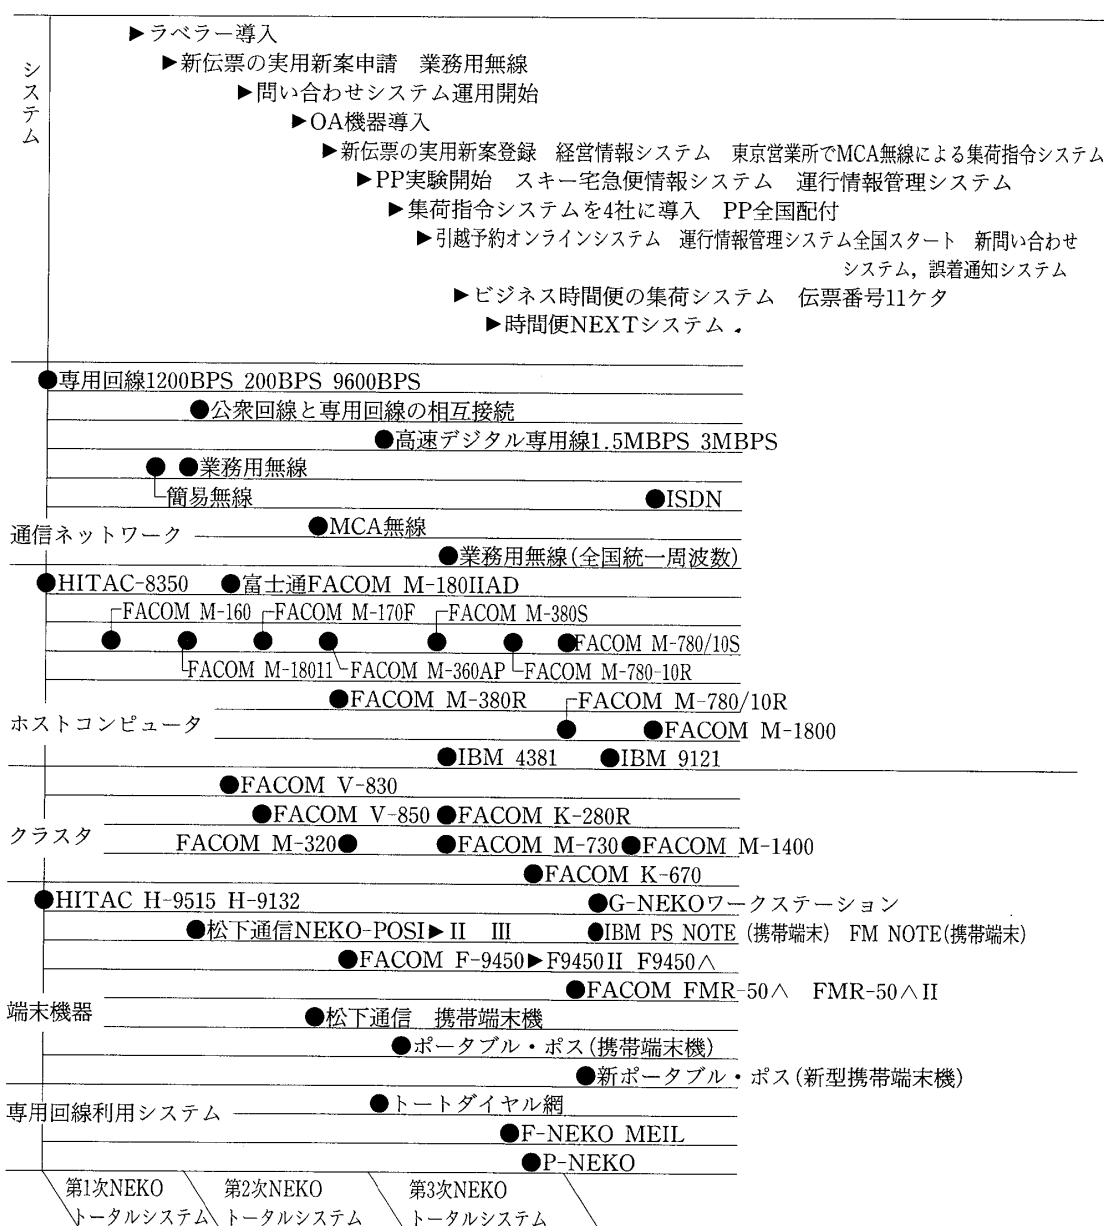 システム
▶ラベラー導入
▶新伝票の実用新案申請　業務用無線
▶問い合わせシステム運用開始
▶OA機器導入
▶新伝票の実用新案登録　経営情報システム　東京営業所でMCA無線による集荷指令システム
▶PP実験開始　スキー宅急便情報システム　運行情報管理システム
▶集荷指令システムを4社に導入　PP全国配付
▶引越予約オンラインシステム　運行情報管理システム全国スタート　新問い合わせ
システム，誤着通知システム
▶ビジネス時間便の集荷システム　伝票番号11ケタ
▶時間便NEXTシステム
通信ネットワーク
●専用回線1200BPS 200BPS 9600BPS
●公衆回線と専用回線の相互接続
●高速デジタル専用線1.5MBPS 3MBPS
● ●業務用無線
簡易無線　●ISDN
●MCA無線
●業務用無線(全国統一周波数)
ホストコンピュータ
●HITAC-8350　●富士通FACOM M-180IIAD
FACOM M-160　FACOM M-170F　FACOM M-380S
● ● ● ● ● ● ●FACOM M-780/10S
FACOM M-18011　FACOM M-360AP　FACOM M-780-10R
●FACOM M-380R　FACOM M-780/10R
● ●FACOM M-1800
●IBM 4381　●IBM 9121
クラスタ
●FACOM V-830
●FACOM V-850　●FACOM K-280R
FACOM M-320●　●FACOM M-730　●FACOM M-1400
●FACOM K-670
端末機器
●HITAC H-9515 H-9132　●G-NEKOワークステーション
●松下通信NEKO-POSI▶II　III　●IBM PS NOTE (携帯端末)　FM NOTE(携帯端末)
●FACOM F-9450▶F9450II F9450∧
●FACOM FMR-50∧　FMR-50∧II
●松下通信　携帯端末機
●ポータブル・ポス(携帯端末機)
●新ポータブル・ポス(新型携帯端末機)
専用回線利用システム
●トートダイヤル網
●F-NEKO MEIL
●P-NEKO
第1次NEKO
トータルシステム
第2次NEKO
トータルシステム
第3次NEKO
トータルシステム